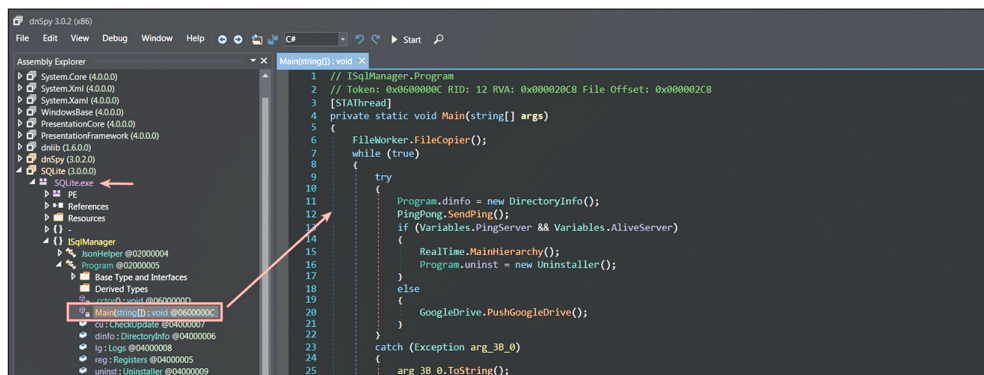 dnSpy 3.0.2 (x86)
File Edit View Debug Window Help C# Start
Assembly Explorer
System.Core (4.0.0.0)
System.Xml (4.0.0.0)
System.Xaml (4.0.0.0)
WindowsBase (4.0.0.0)
PresentationCore (4.0.0.0)
PresentationFramework (4.0.0.0)
dnlib (1.6.0.0)
dnSpy (3.0.2.0)
SQLite (3.0.0.0)
SQLite.exe
PE
References
Resources
{} -
{} ISqlManager
JsonHelper @02000004
Program @02000005
Base Type and Interfaces
Derived Types
.cctor() : void @0600000D
Main(string[]) : void @0600000C
cu : CheckUpdate @04000007
dinfo : DirectoryInfo @04000006
lg : Logs @04000008
reg : Registers @04000005
uninst : Uninstaller @04000009
Main(string[]) : void X
1 // ISqlManager.Program
2 // Token: 0x0600000C RID: 12 RVA: 0x000020C8 File Offset: 0x000002C8
3 [STAThread]
4 private static void Main(string[] args)
5 {
6 FileWorker.FileCopier();
7 while (true)
8 {
9 try
10 {
11 Program.dinfo = new DirectoryInfo();
12 PingPong.SendPing();
13 if (Variables.PingServer && Variables.AliveServer)
14 {
15 RealTime.MainHierarchy();
16 Program.uninst = new Uninstaller();
17 }
18 else
19 {
20 GoogleDrive.PushGoogleDrive();
21 }
22 }
23 catch (Exception arg_3B_0)
24 {
25 arg_3B_0.ToString();